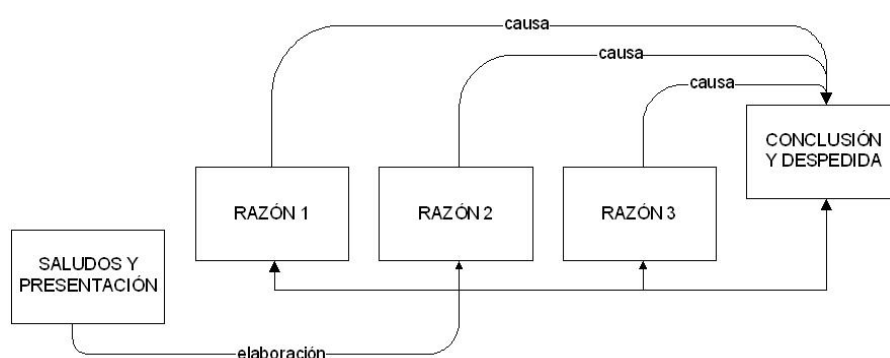 causa
causa
causa
CONCLUSIÓN
Y DESPEDIDA
RAZÓN 1
RAZÓN 2
RAZÓN 3
SALUDOS Y
PRESENTACIÓN
elaboración